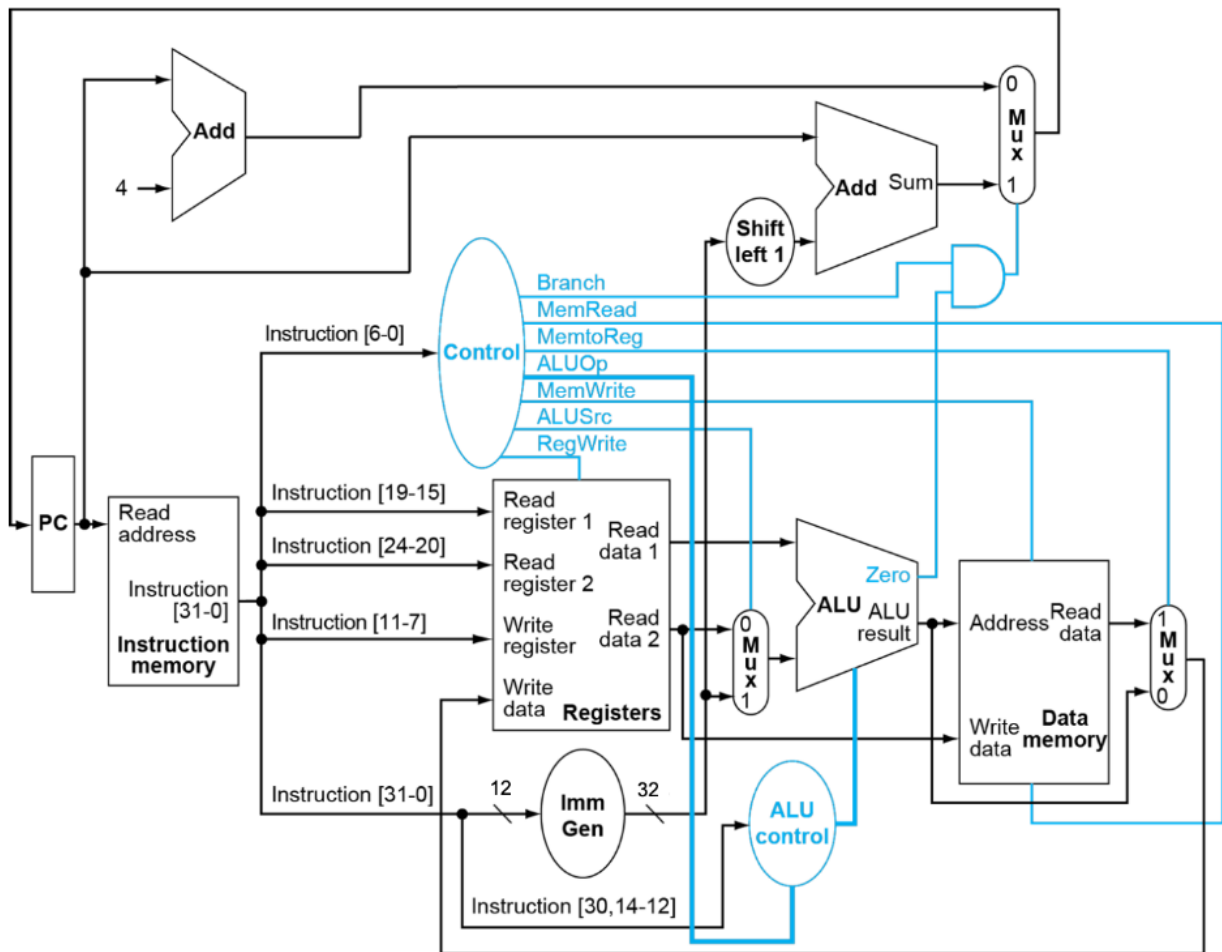 Add
4
Add Sum
0
Mux
1
Shift
left 1
Branch
MemRead
MemtoReg
ALUOp
MemWrite
ALUSrc
RegWrite
Instruction [6-0]
Control
PC
Read
address
Instruction
[31-0]
Instruction
memory
Instruction [19-15]
Instruction [24-20]
Instruction [11-7]
Instruction [31-0]
Read
register 1
Read
register 2
Write
register
Write
data
Read
data 1
Read
data 2
Registers
0
Mux
1
Zero
ALU
ALU
result
Address
Read
data
Write
data
Data
memory
1
Mux
0
12
Imm
Gen
32
ALU
control
Instruction [30,14-12]